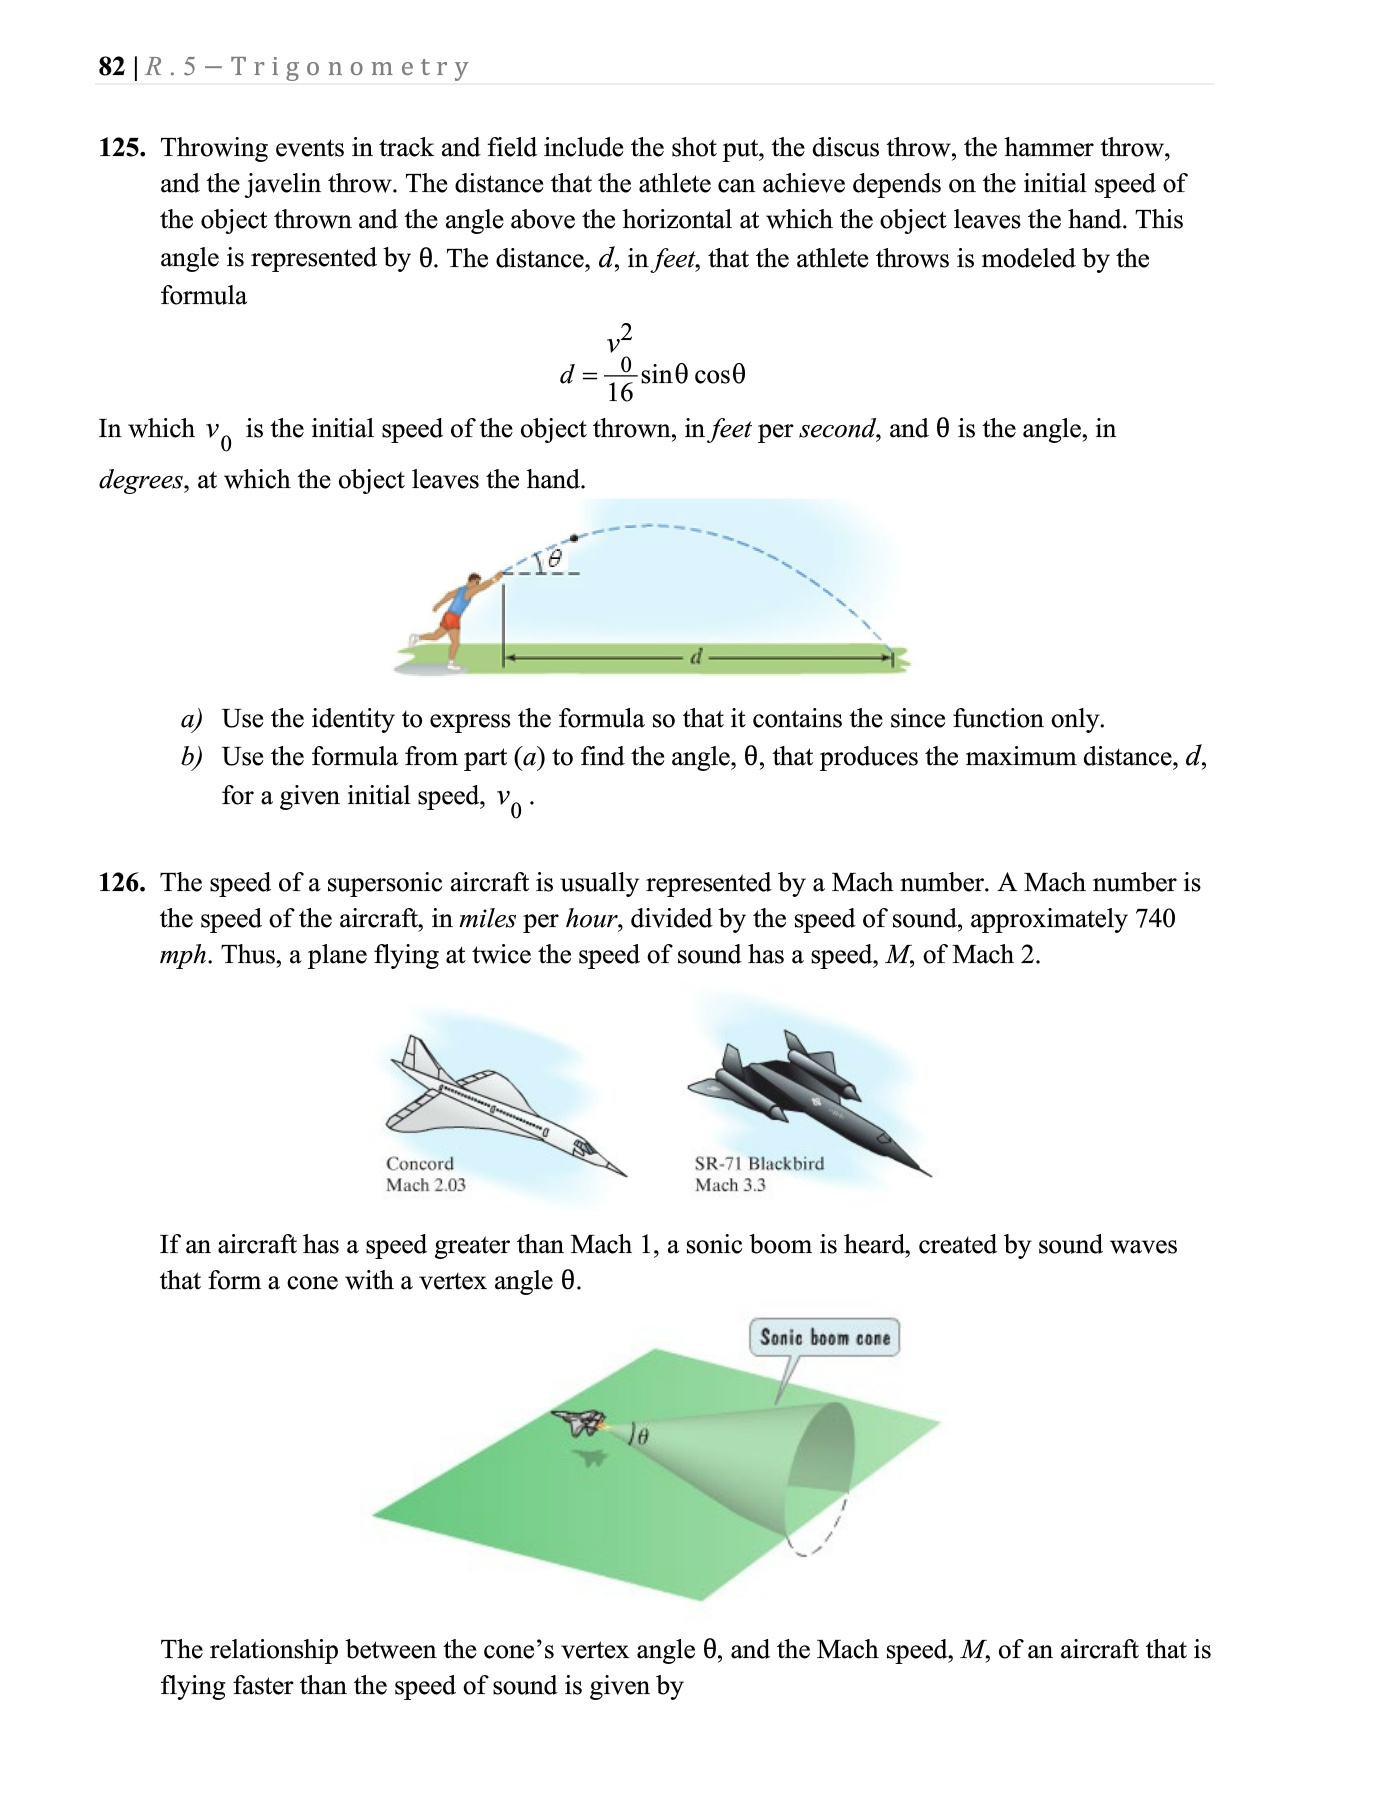 82 | R . 5 – T r i g o n o m e t r y
125. Throwing events in track and field include the shot put, the discus throw, the hammer throw,
and the javelin throw. The distance that the athlete can achieve depends on the initial speed of
the object thrown and the angle above the horizontal at which the object leaves the hand. This
angle is represented by θ. The distance, d, in feet, that the athlete throws is modeled by the
formula
d = v₀²/16 sinθ cosθ
In which v₀ is the initial speed of the object thrown, in feet per second, and θ is the angle, in
degrees, at which the object leaves the hand.
θ
d
a) Use the identity to express the formula so that it contains the since function only.
b) Use the formula from part (a) to find the angle, θ, that produces the maximum distance, d,
for a given initial speed, v₀ .
126. The speed of a supersonic aircraft is usually represented by a Mach number. A Mach number is
the speed of the aircraft, in miles per hour, divided by the speed of sound, approximately 740
mph. Thus, a plane flying at twice the speed of sound has a speed, M, of Mach 2.
Concord
Mach 2.03
SR-71 Blackbird
Mach 3.3
If an aircraft has a speed greater than Mach 1, a sonic boom is heard, created by sound waves
that form a cone with a vertex angle θ.
Sonic boom cone
θ
The relationship between the cone’s vertex angle θ, and the Mach speed, M, of an aircraft that is
flying faster than the speed of sound is given by